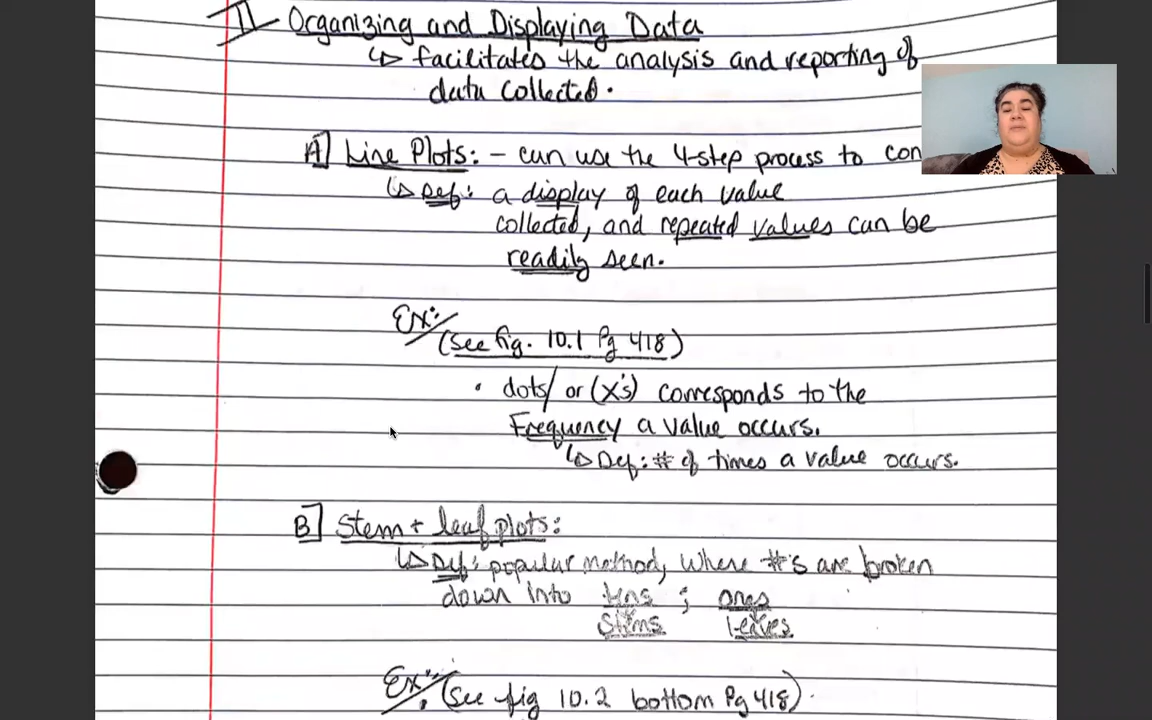 II Organizing and Displaying Data
↳ facilitates the analysis and reporting of
data collected.
A] Line Plots: - can use the 4-step process to con
↳ Def: a display of each value
collected, and repeated values can be
readily seen.
Ex:
(see fig. 10.1 Pg 418)
• dots/ or (x's) corresponds to the
Frequency a value occurs.
↳ Def: # of times a value occurs.
B] Stem + leaf plots:
↳ Def: popular method, where #'s are broken
down into tens ; ones
Stems Leaves
Ex: (see fig 10.2 bottom Pg 418).